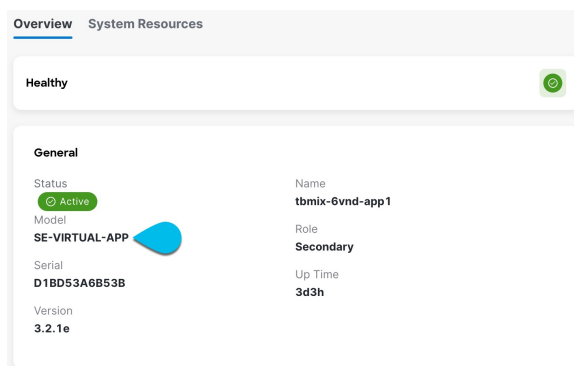 Overview System Resources
Healthy
General
Status
Active
Model
SE-VIRTUAL-APP
Serial
D1BD53A6B53B
Version
3.2.1e
Name
tbmix-6vnd-app1
Role
Secondary
Up Time
3d3h